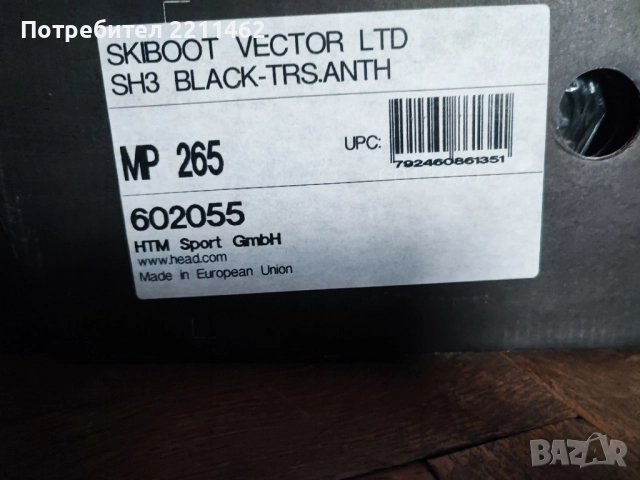 Потребител 2211462
SKIBOOT VECTOR LTD
SH3 BLACK-TRS.ANTH
MP 265
UPC:
792460861351
602055
HTM Sport GmbH
www.head.com
Made in European Union
BAZAR